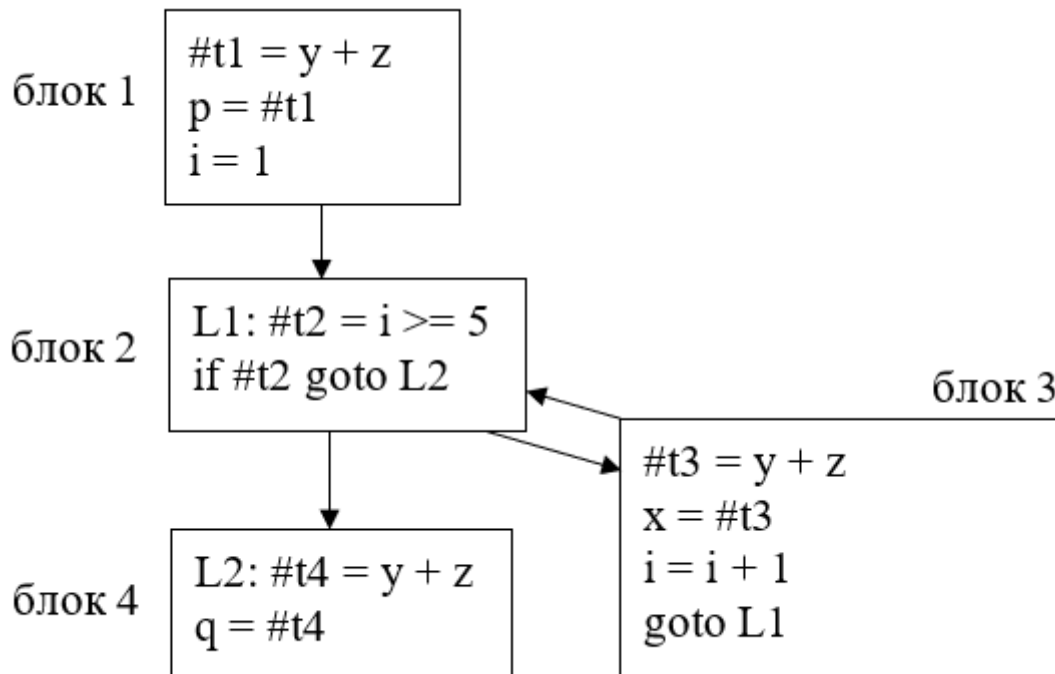 блок 1
#t1 = y + z
p = #t1
i = 1
блок 2
L1: #t2 = i >= 5
if #t2 goto L2
блок 3
#t3 = y + z
x = #t3
i = i + 1
goto L1
блок 4
L2: #t4 = y + z
q = #t4